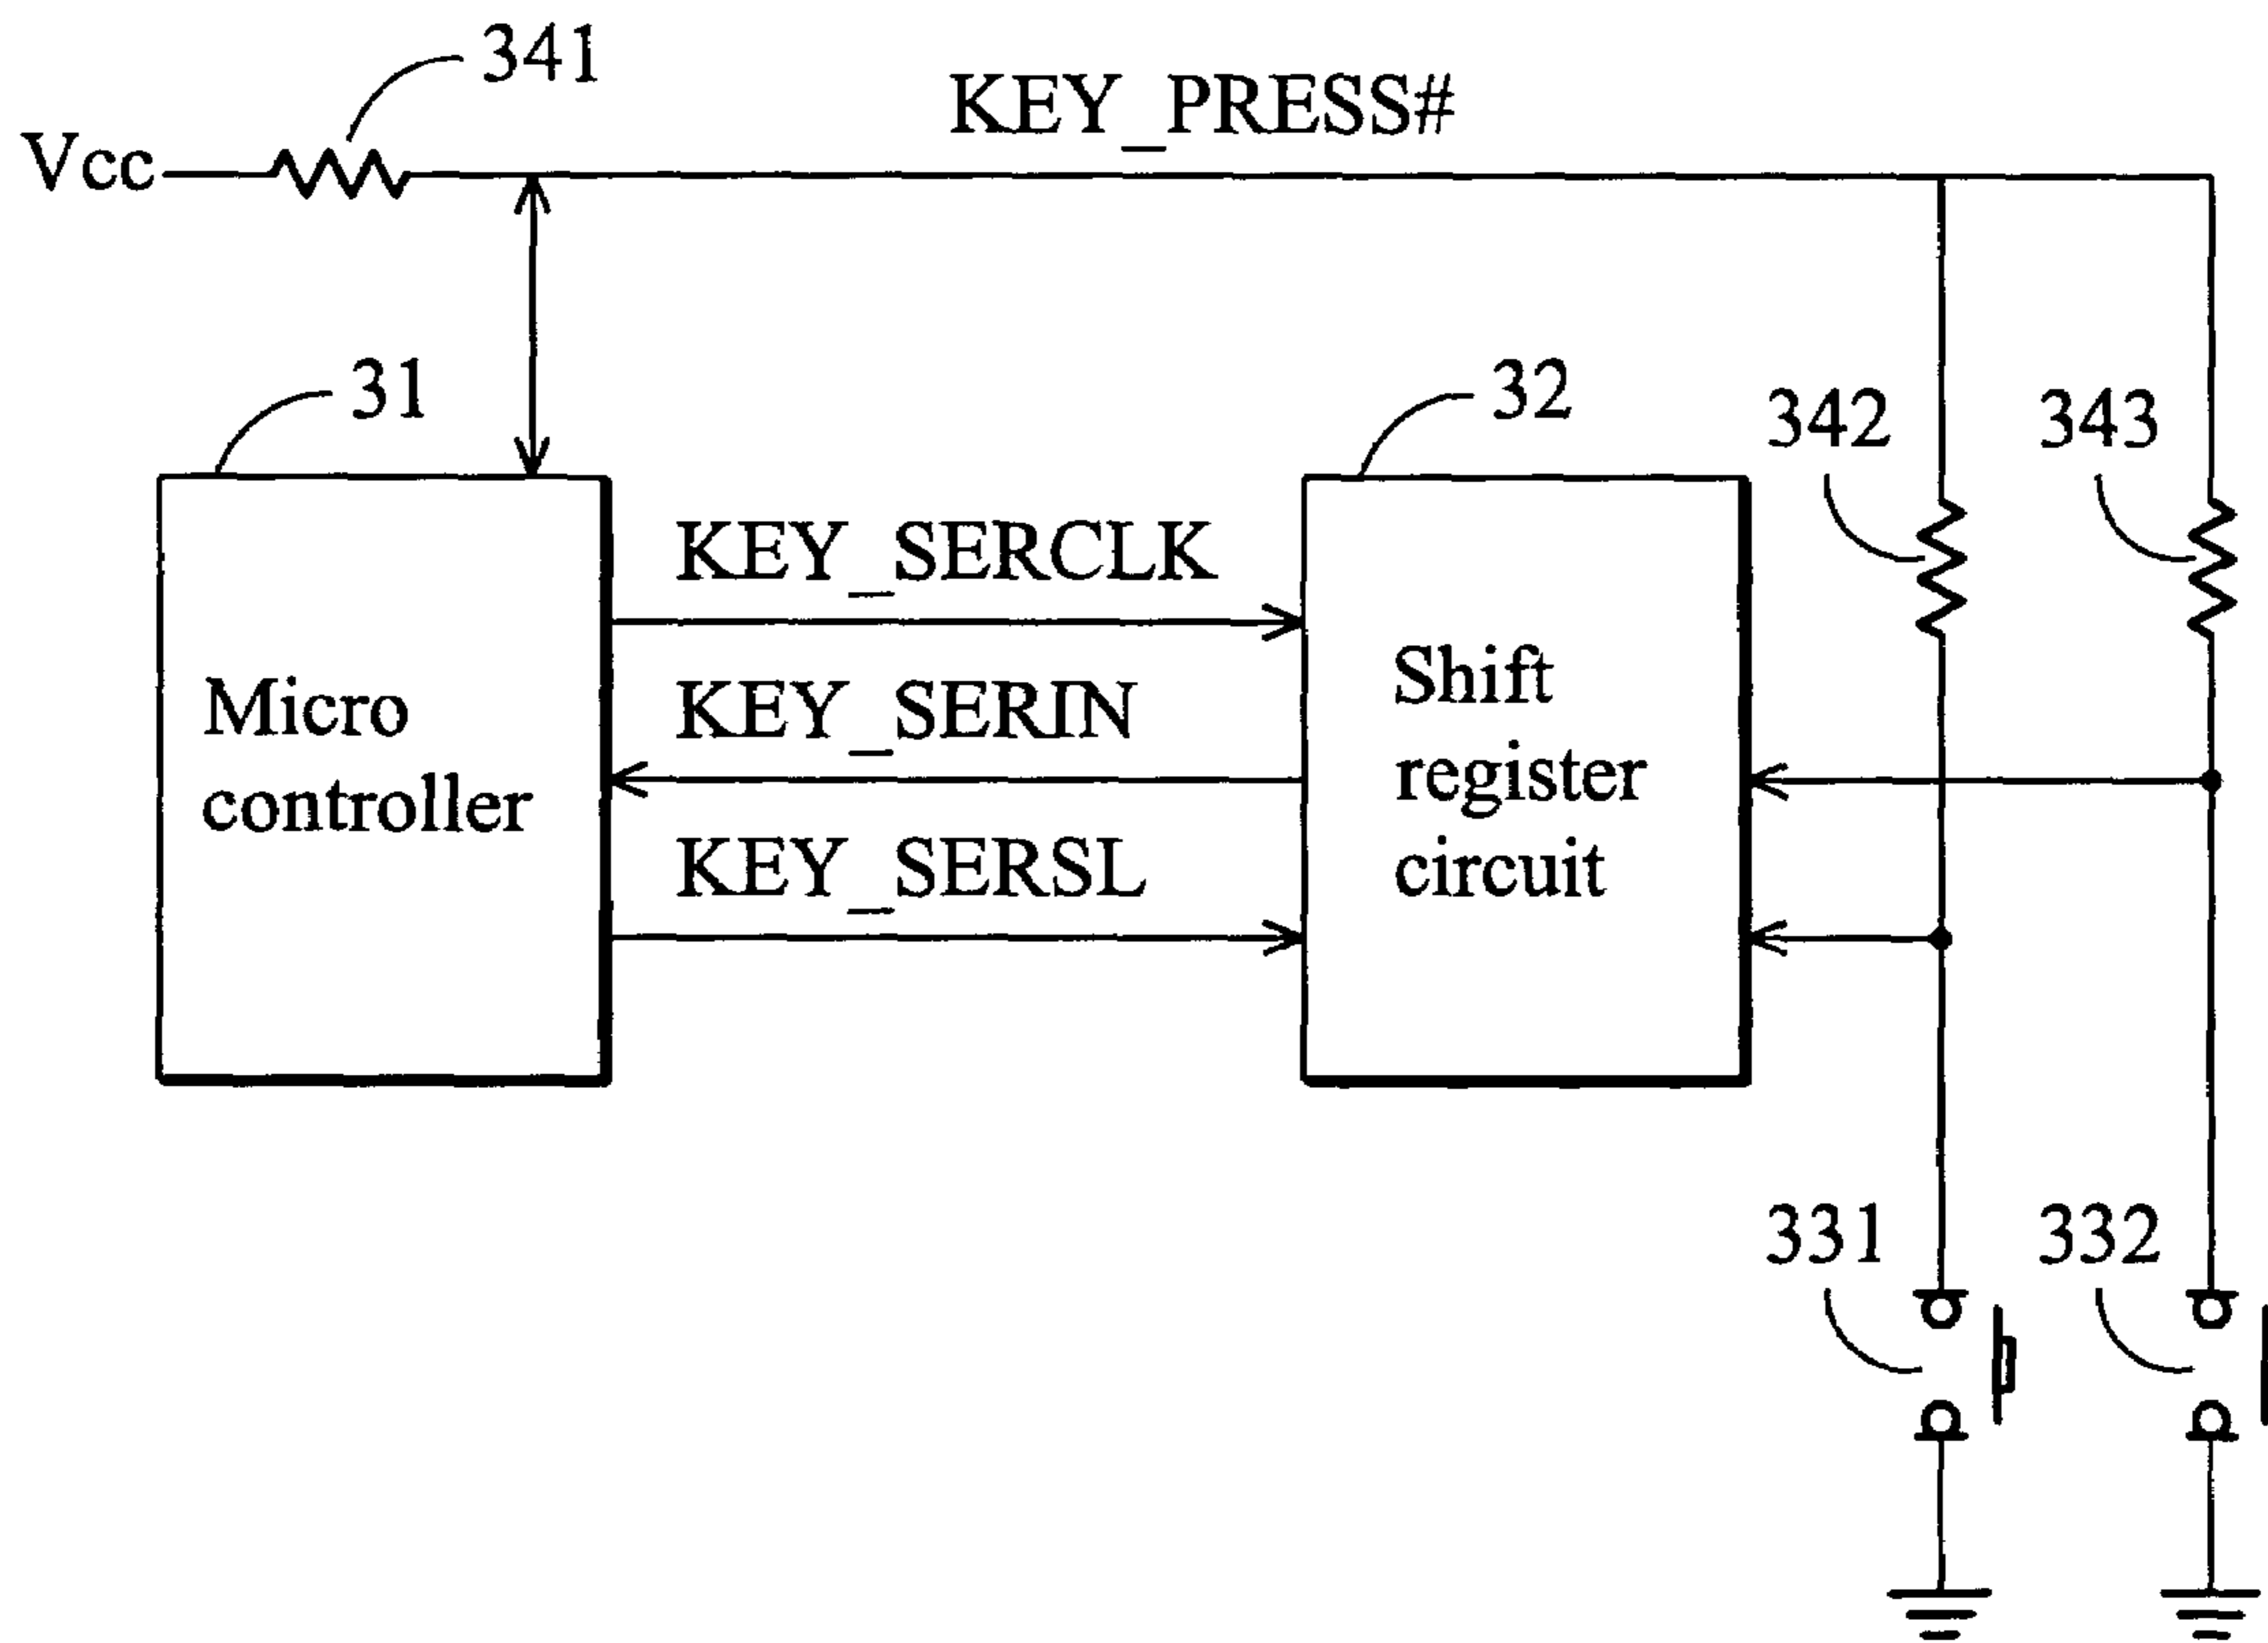 341
KEY_PRESS#
Vcc
31
32
342
343
KEY_SERCLK
KEY_SERIN
KEY_SERSL
Micro
controller
Shift
register
circuit
331
332